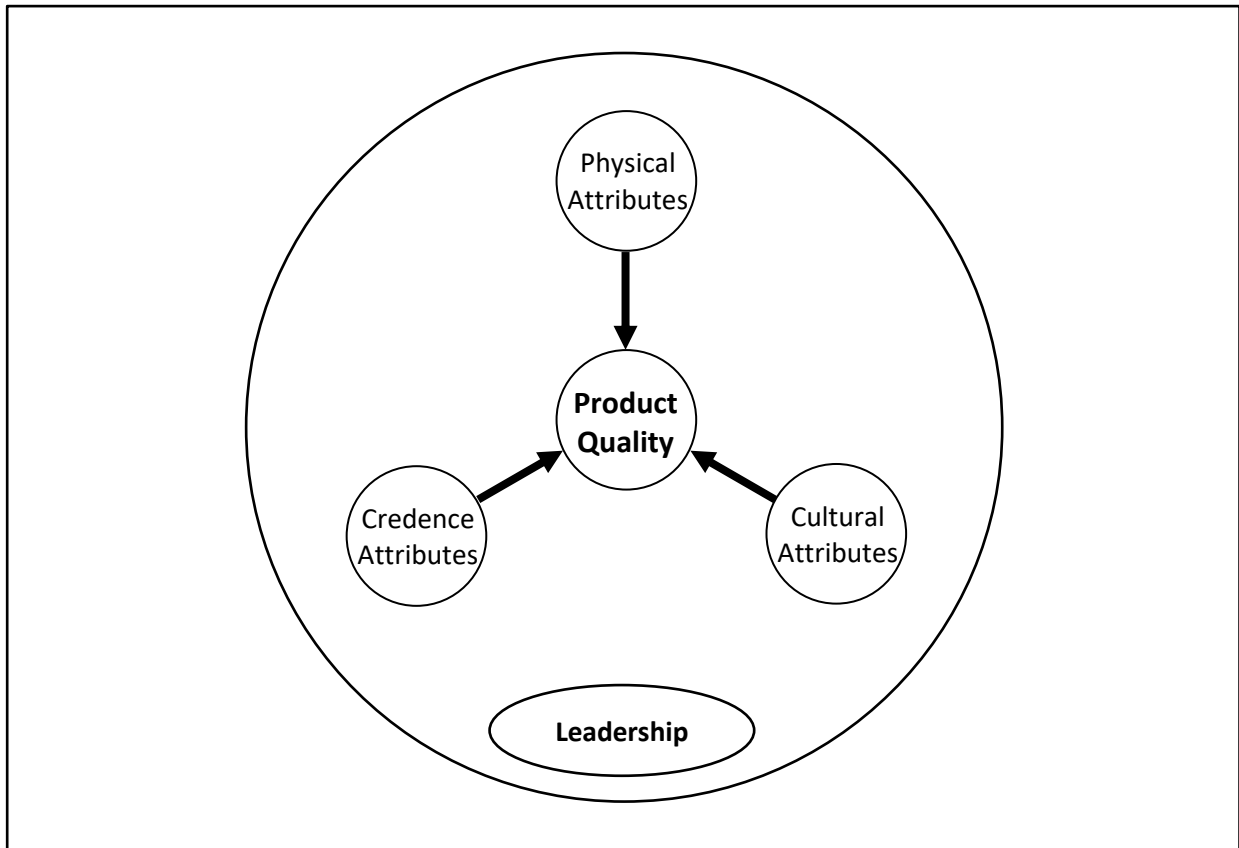 Physical
Attributes
Product
Quality
Credence
Attributes
Cultural
Attributes
Leadership